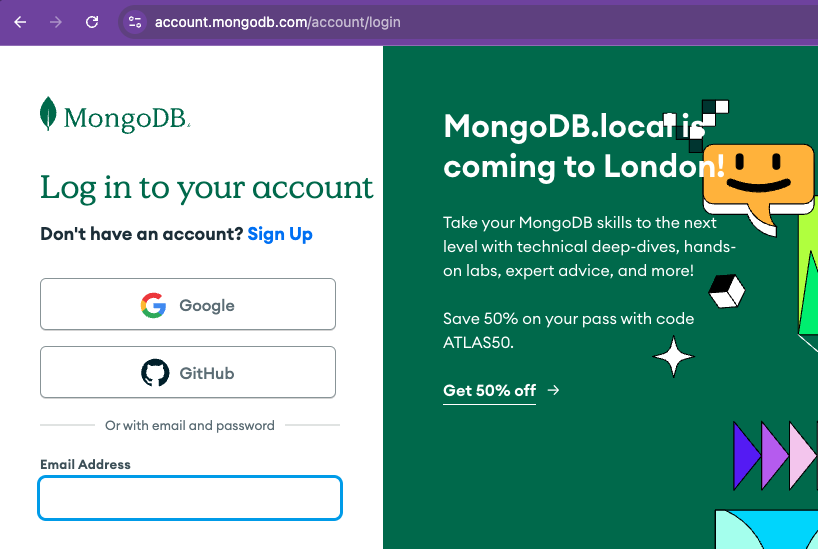 account.mongodb.com/account/login
MongoDB.
Log in to your account
Don't have an account? Sign Up
Google
GitHub
Or with email and password
Email Address
MongoDB.local is
coming to London!
Take your MongoDB skills to the next
level with technical deep-dives, hands-
on labs, expert advice, and more!
Save 50% on your pass with code
ATLAS50.
Get 50% off →